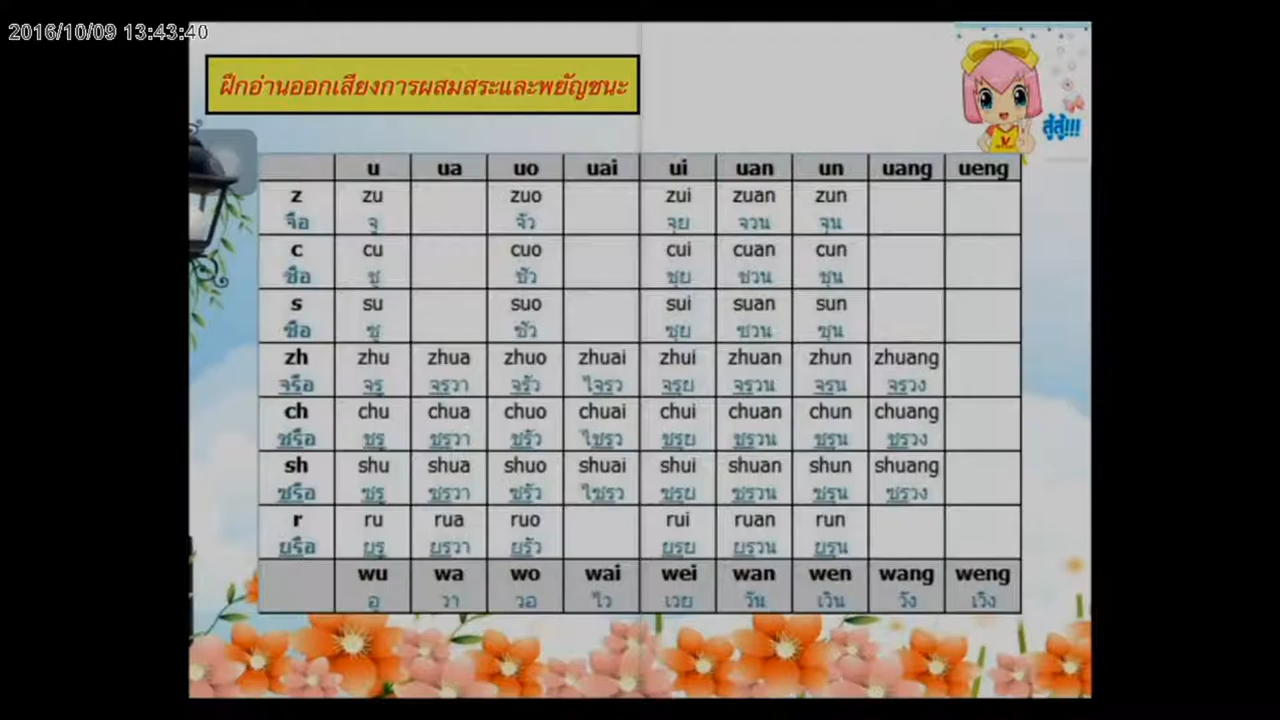 2016/10/09 13:43:40
ฝึกอ่านออกเสียงการผสมสระและพยัญชนะ
สู้สู้!!!
u ua uo uai ui uan un uang ueng
z zu zuo zui zuan zun
จือ จู จัว จุย จวน จุน
c cu cuo cui cuan cun
ชือ ชู ชัว ชุย ชวน ชุน
s su suo sui suan sun
ซือ ซู ซัว ซุย ซวน ซุน
zh zhu zhua zhuo zhuai zhui zhuan zhun zhuang
จรือ จรู จรวา จรัว ไจรว จรุย จรวน จรุน จรวง
ch chu chua chuo chuai chui chuan chun chuang
ชรือ ชรู ชรวา ชรัว ไชรว ชรุย ชรวน ชรุน ชรวง
sh shu shua shuo shuai shui shuan shun shuang
ซรือ ซรู ซรวา ซรัว ไซรว ซรุย ซรวน ซรุน ซรวง
r ru rua ruo rui ruan run
ยรือ ยรู ยรวา ยรัว ยรุย ยรวน ยรุน
wu wa wo wai wei wan wen wang weng
อู วา วอ ไว เวย วัน เวิน วัง เวิง